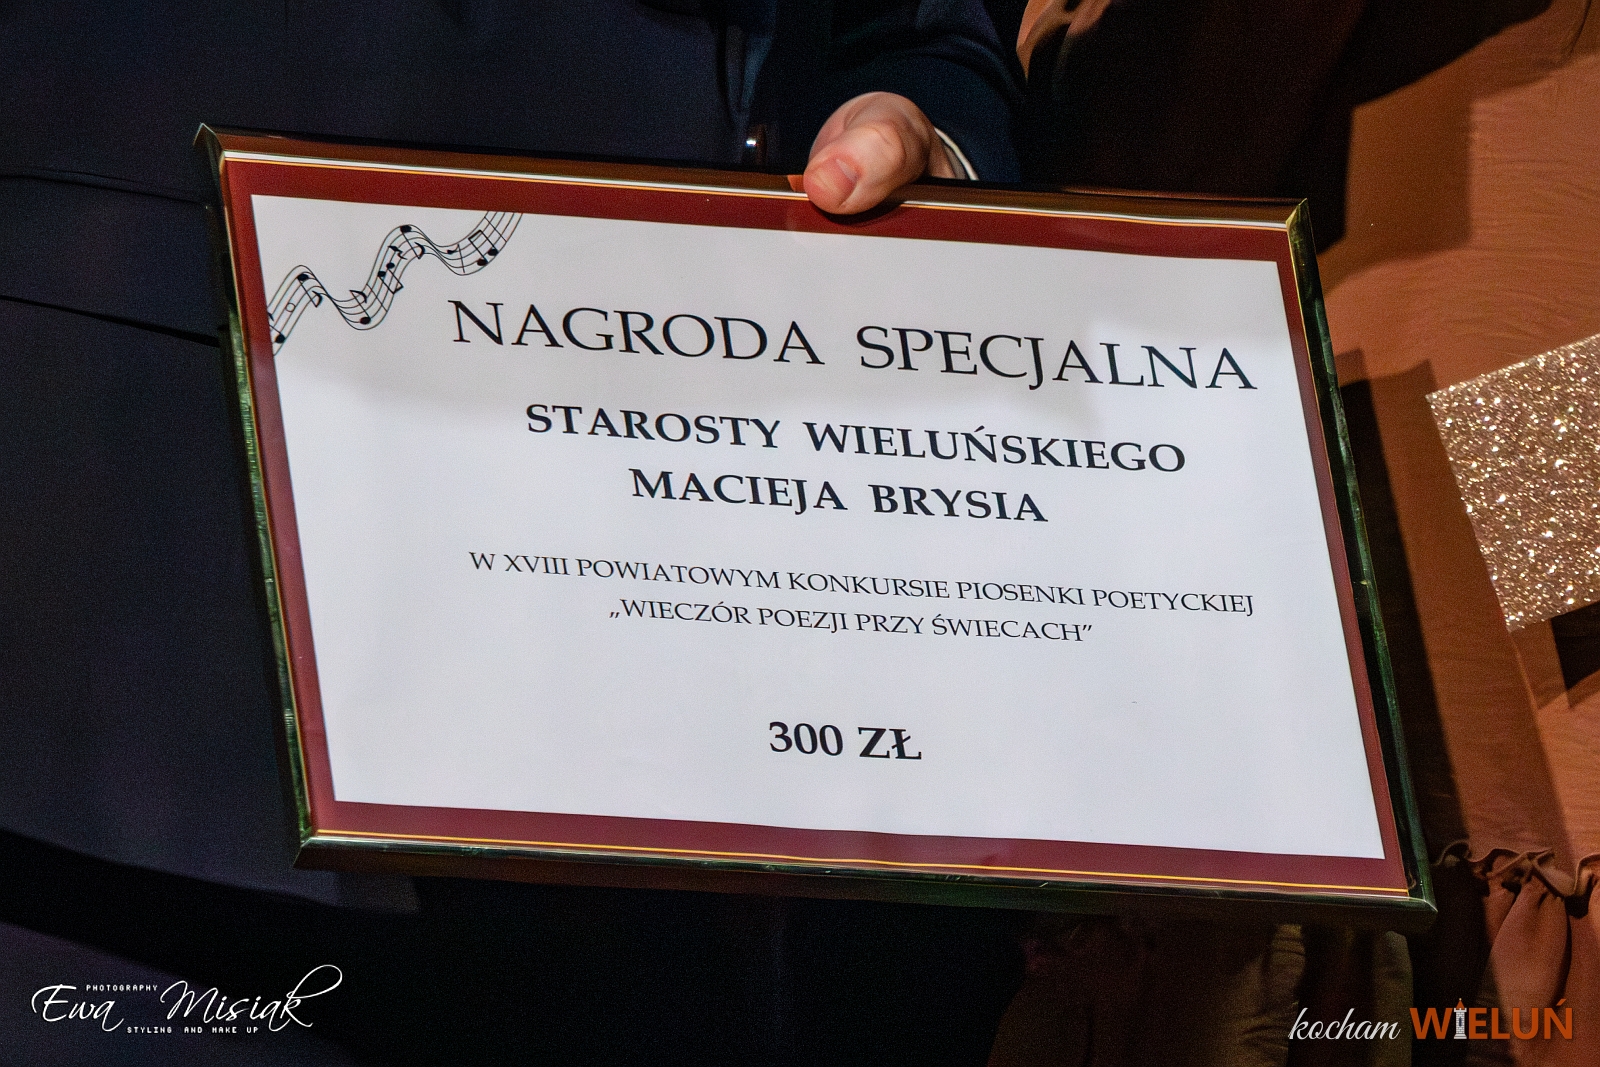 NAGRODA SPECJALNA
STAROSTY WIELUŃSKIEGO
MACIEJA BRYSIA
W XVIII POWIATOWYM KONKURSIE PIOSENKI POETYCKIEJ
„WIECZÓR POEZJI PRZY ŚWIECACH”
300 ZŁ
PHOTOGRAPHY
Ewa Misiak
STYLING AND MAKE UP
kocham WIELUŃ